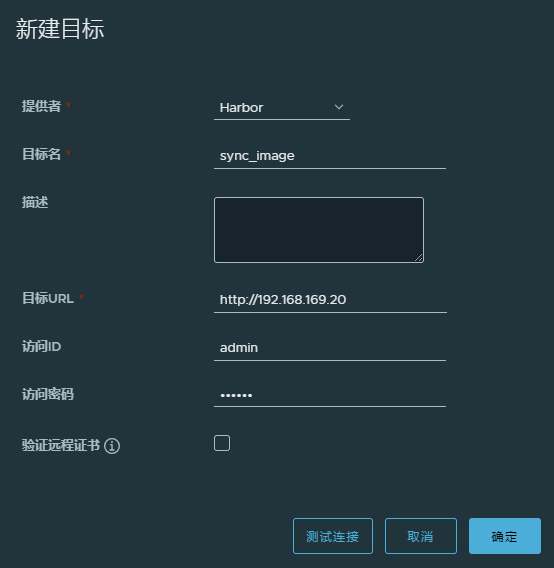 新建目标
提供者 * Harbor
目标名 * sync_image
描述
目标URL * http://192.168.169.20
访问ID admin
访问密码 ••••••
验证远程证书
测试连接 取消 确定